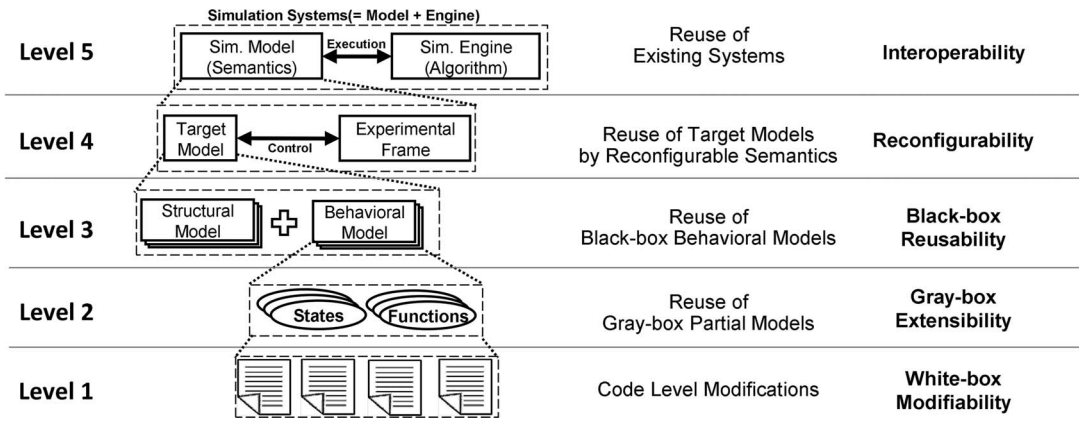 Simulation Systems(= Model + Engine)
Level 5
Sim. Model
(Semantics)
Execution
Sim. Engine
(Algorithm)
Reuse of
Existing Systems
Interoperability
Level 4
Target
Model
Control
Experimental
Frame
Reuse of Target Models
by Reconfigurable Semantics
Reconfigurability
Level 3
Structural
Model
Behavioral
Model
Reuse of
Black-box Behavioral Models
Black-box
Reusability
Level 2
States
Functions
Reuse of
Gray-box Partial Models
Gray-box
Extensibility
Level 1
Code Level Modifications
White-box
Modifiability